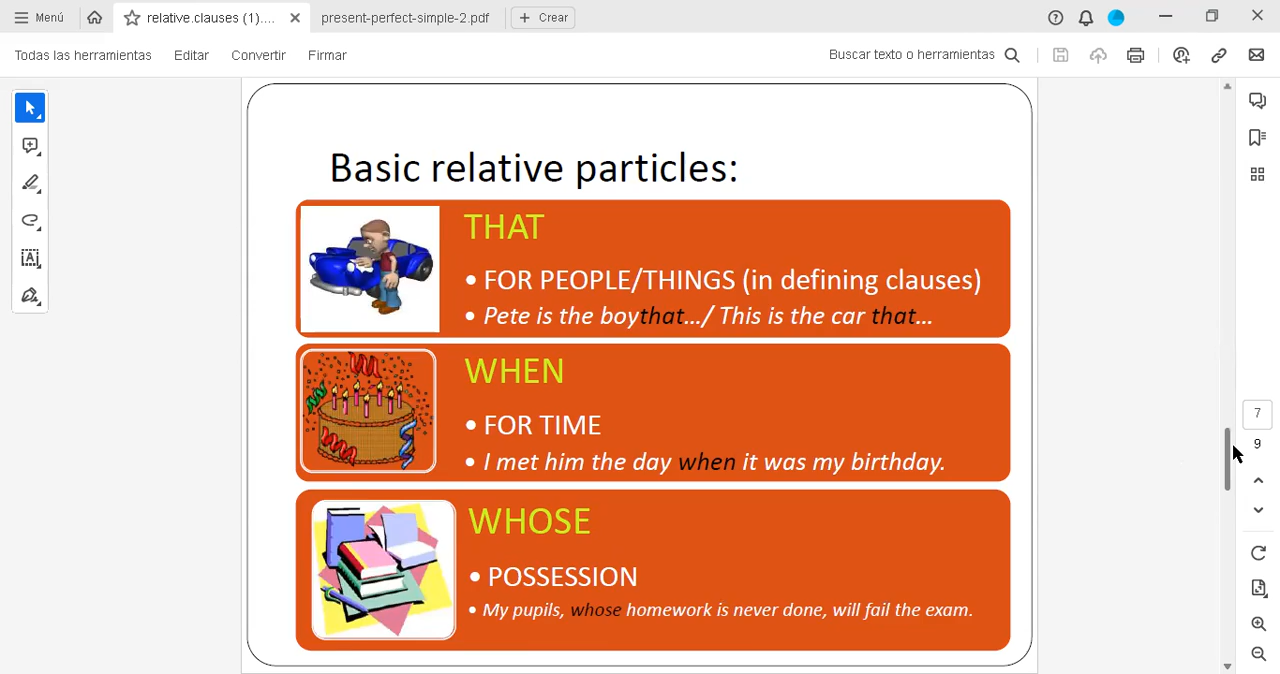 Menú
relative.clauses (1)....
present-perfect-simple-2.pdf
Crear
Todas las herramientas
Editar
Convertir
Firmar
Buscar texto o herramientas
Basic relative particles:
THAT
• FOR PEOPLE/THINGS (in defining clauses)
• Pete is the boythat.../ This is the car that...
WHEN
• FOR TIME
• I met him the day when it was my birthday.
WHOSE
• POSSESSION
• My pupils, whose homework is never done, will fail the exam.
7
9